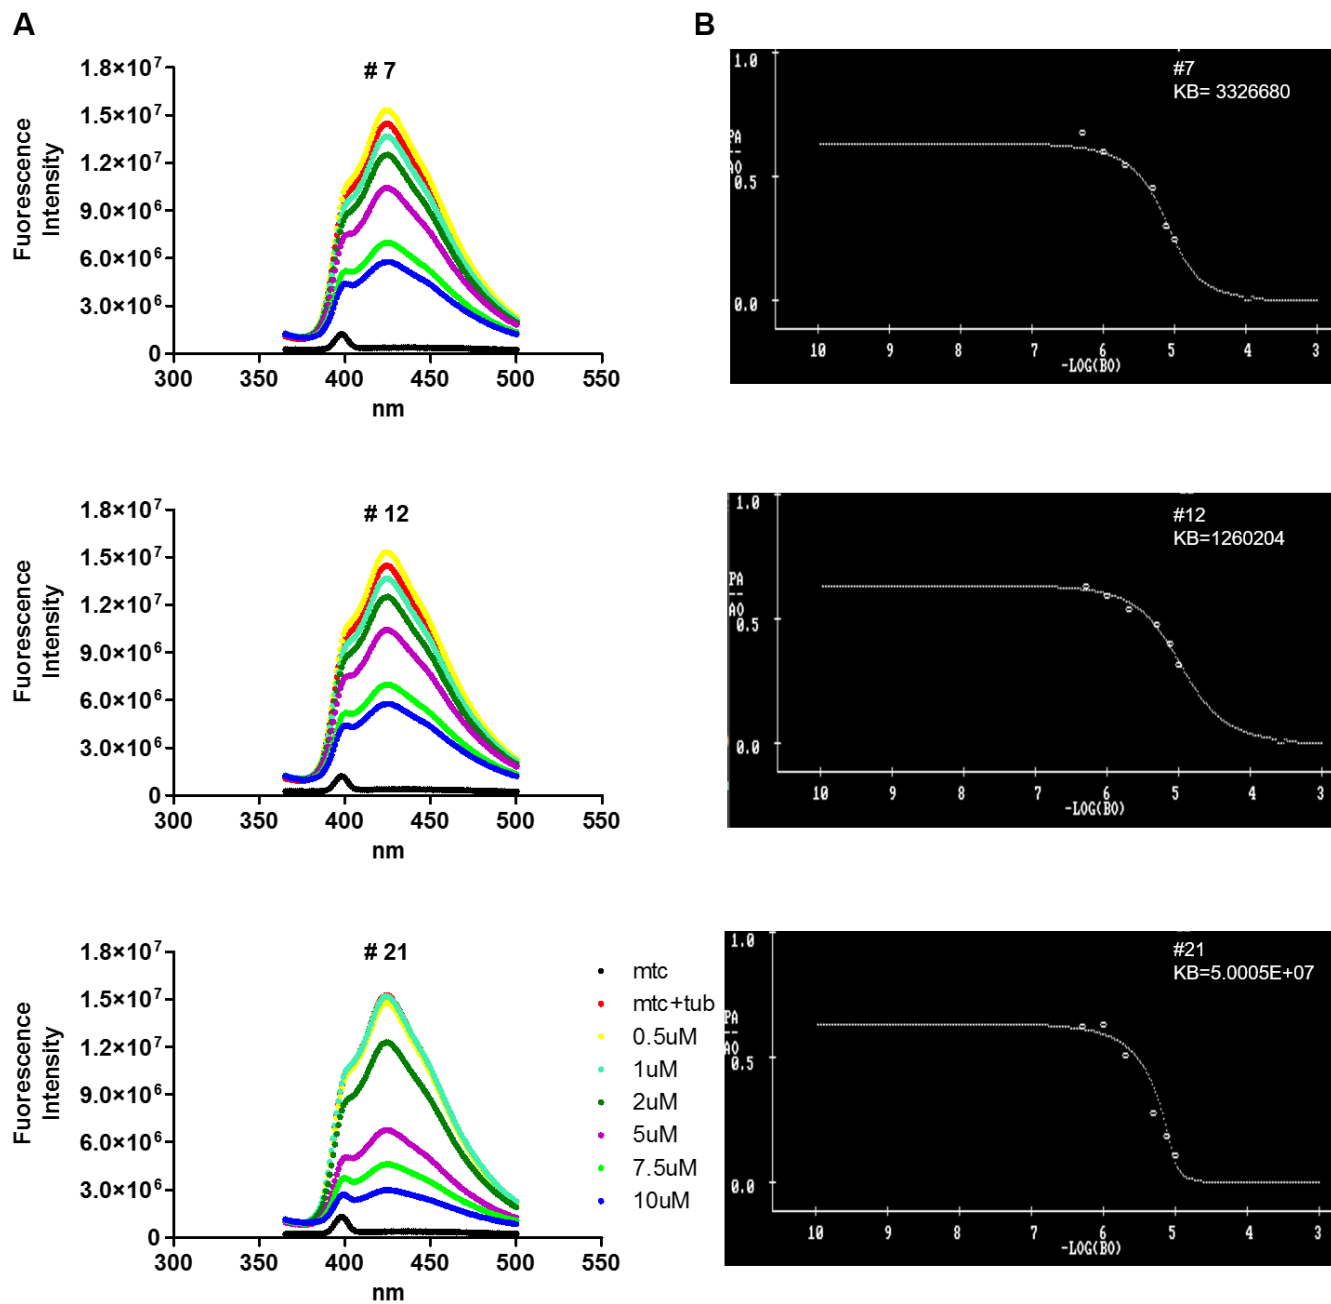 A
B
# 7
Fuorescence
Intensity
1.8×10⁷
1.5×10⁷
1.2×10⁷
9.0×10⁶
6.0×10⁶
3.0×10⁶
0
300 350 400 450 500 550
nm
#7
KB= 3326680
1.0
PA
--
AO
0.5
0.0
10 9 8 7 6 5 4 3
-LOG(BO)
# 12
Fuorescence
Intensity
1.8×10⁷
1.5×10⁷
1.2×10⁷
9.0×10⁶
6.0×10⁶
3.0×10⁶
0
300 350 400 450 500 550
nm
#12
KB=1260204
1.0
PA
--
AO
0.5
0.0
10 9 8 7 6 5 4 3
-LOG(BO)
# 21
Fuorescence
Intensity
1.8×10⁷
1.5×10⁷
1.2×10⁷
9.0×10⁶
6.0×10⁶
3.0×10⁶
0
300 350 400 450 500 550
nm
mtc
mtc+tub
0.5uM
1uM
2uM
5uM
7.5uM
10uM
#21
KB=5.0005E+07
1.0
PA
--
AO
0.5
0.0
10 9 8 7 6 5 4 3
-LOG(BO)